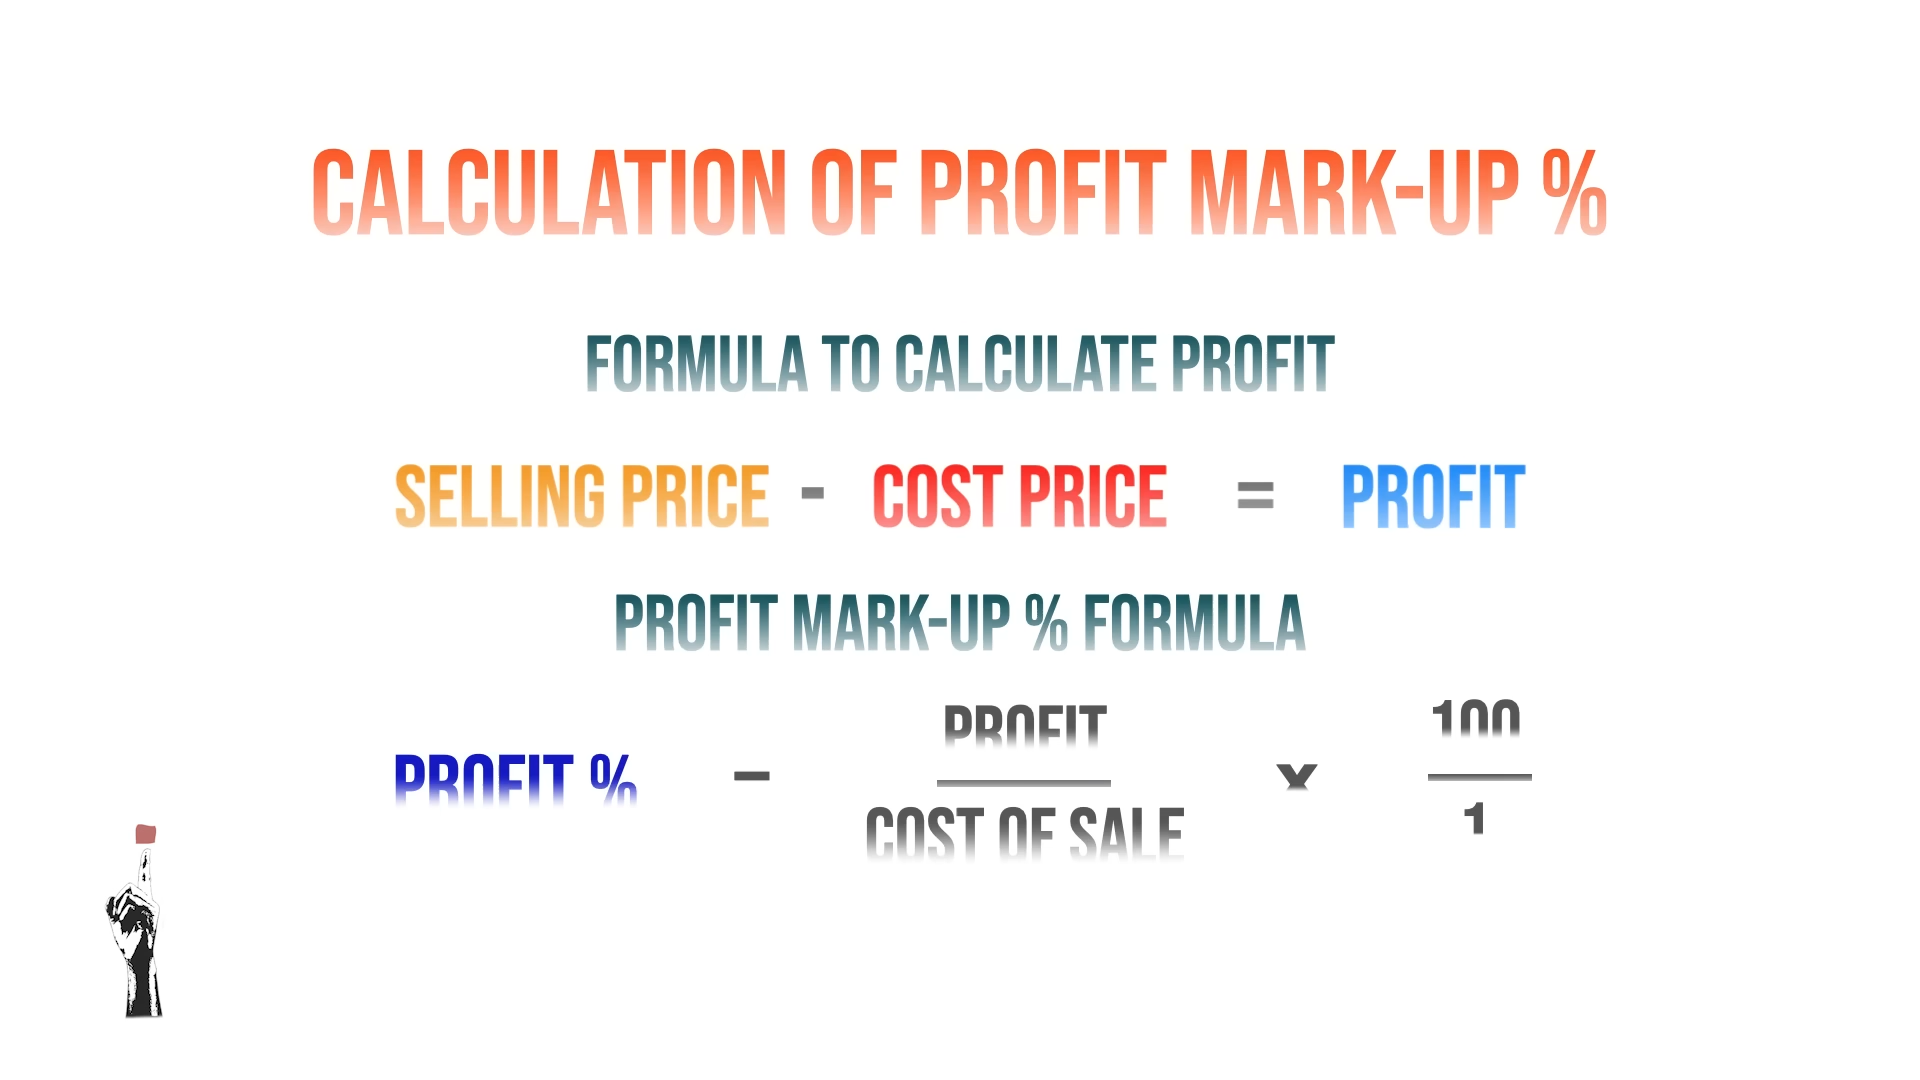 CALCULATION OF PROFIT MARK-UP %
FORMULA TO CALCULATE PROFIT
SELLING PRICE - COST PRICE = PROFIT
PROFIT MARK-UP % FORMULA
PROFIT
100
PROFIT % – x
COST OF SALE
1